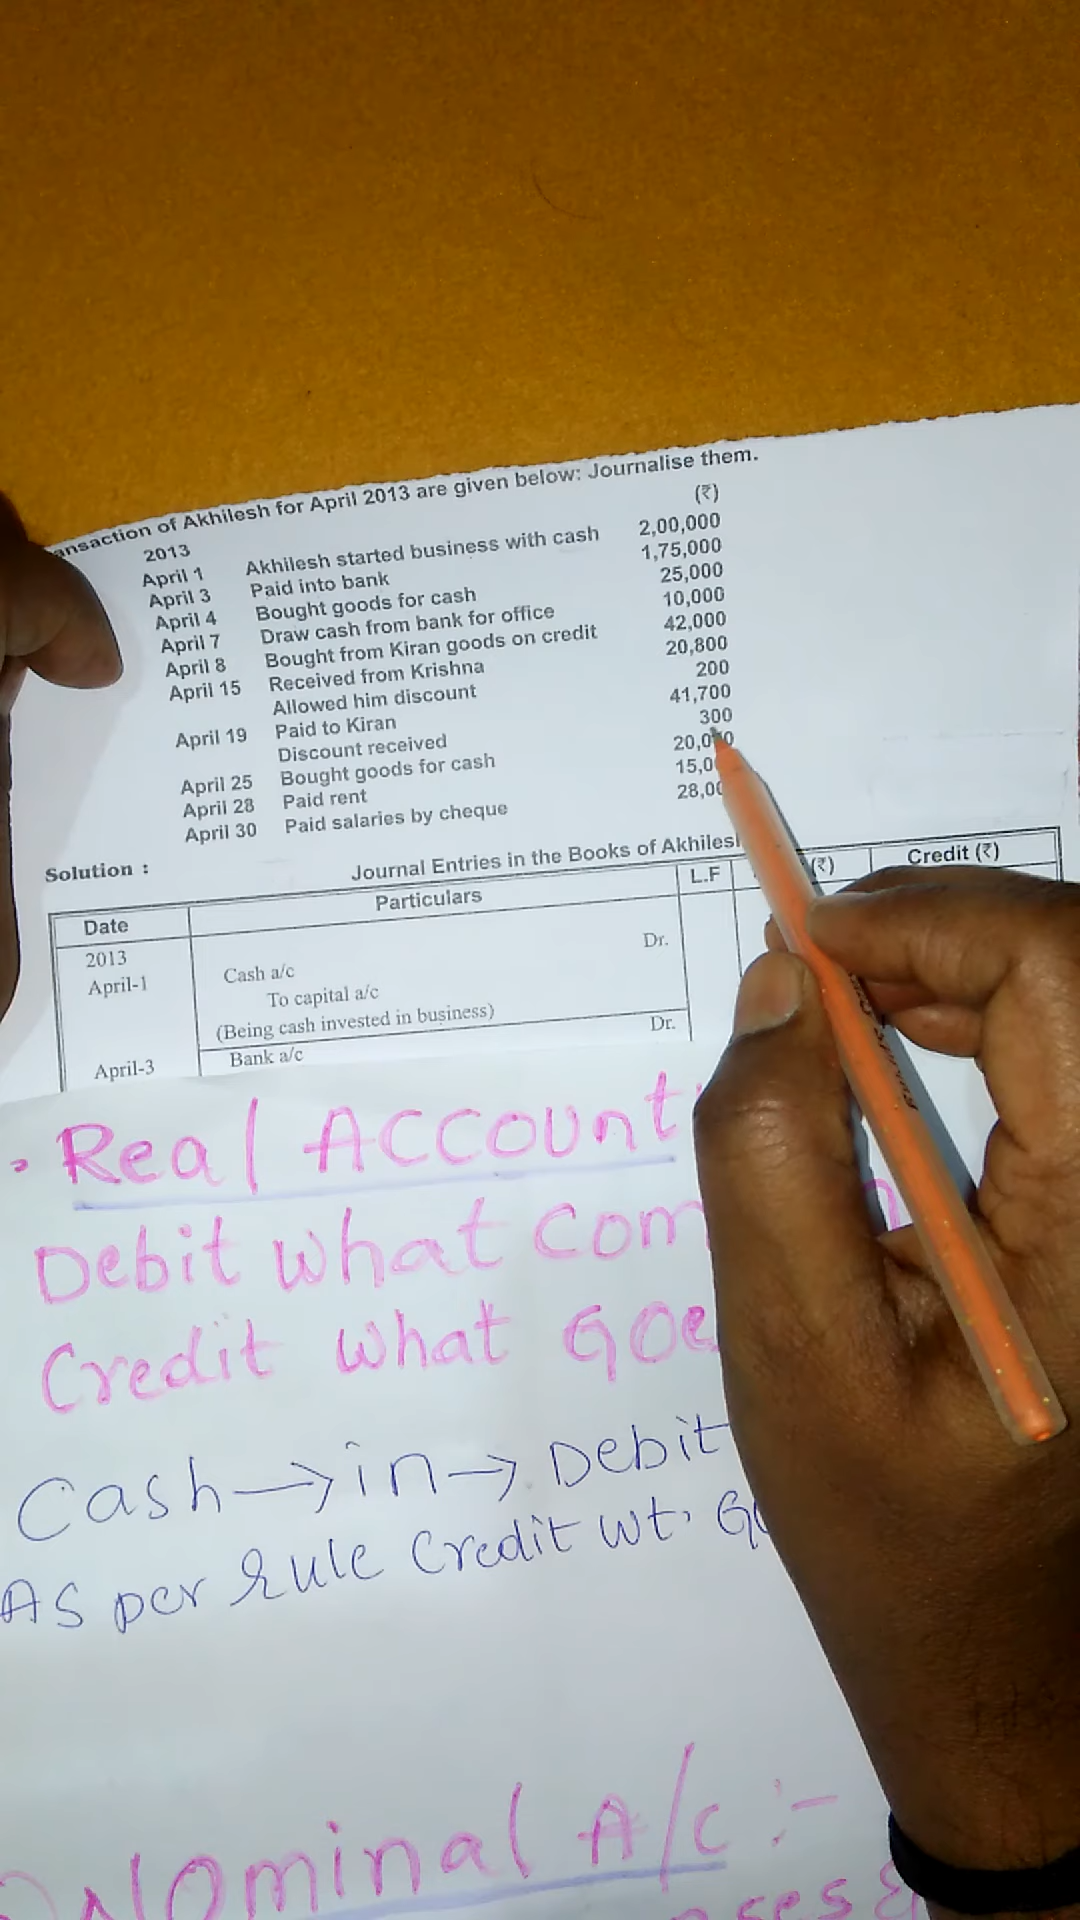 ansaction of Akhilesh for April 2013 are given below: Journalise them.
2013 (₹)
April 1 Akhilesh started business with cash 2,00,000
April 3 Paid into bank 1,75,000
April 4 Bought goods for cash 25,000
April 7 Draw cash from bank for office 10,000
April 8 Bought from Kiran goods on credit 42,000
April 15 Received from Krishna 20,800
Allowed him discount 200
April 19 Paid to Kiran 41,700
Discount received 300
April 25 Bought goods for cash 20,0
April 28 Paid rent 15,0
April 30 Paid salaries by cheque 28,0
Solution : Journal Entries in the Books of Akhiles
Date Particulars L.F (₹) Credit (₹)
2013
April-1 Cash a/c Dr.
To capital a/c
(Being cash invested in business)
April-3 Bank a/c Dr.
Real Account
Debit what com
Credit what Goe
Cash → in → Debit
As per rule Credit wt. G
Nominal A/c :-
ses &